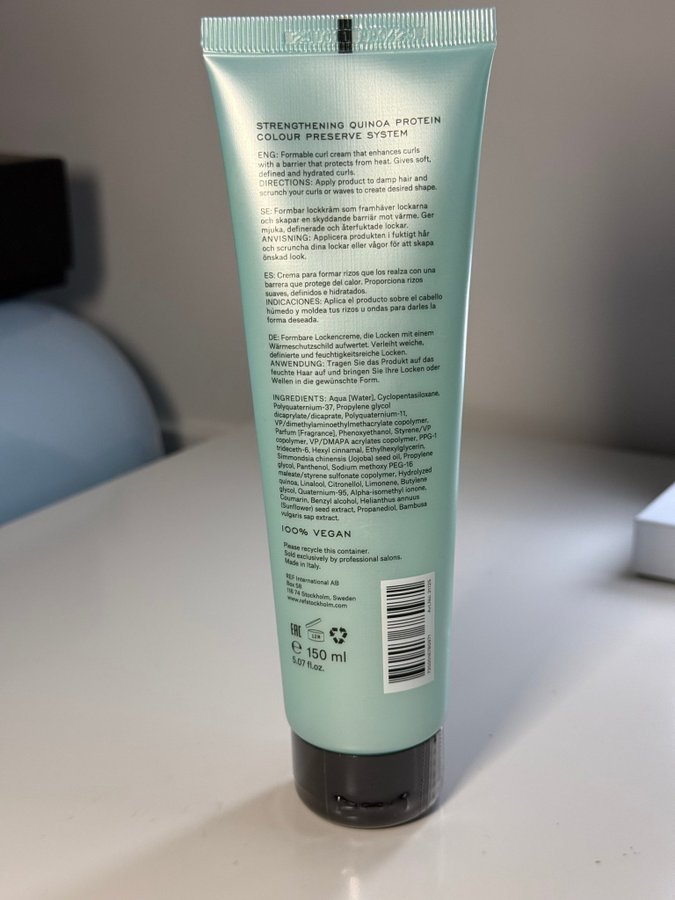 STRENGTHENING QUINOA PROTEIN
COLOUR PRESERVE SYSTEM
ENG: Formable curl cream that enhances curls
with a barrier that protects from heat. Gives soft,
defined and hydrated curls.
DIRECTIONS: Apply product to damp hair and
scrunch your curls or waves to create desired shape.
SE: Formbar lockkräm som framhäver lockarna
och skapar en skyddande barriär mot värme. Ger
mjuka, definerade och återfuktade lockar.
ANVISNING: Applicera produkten i fuktigt hår
och scruncha dina lockar eller vågor för att skapa
önskad look.
ES: Crema para formar rizos que los realza con una
barrera que protege del calor. Proporciona rizos
suaves, definidos e hidratados.
INDICACIONES: Aplica el producto sobre el cabello
húmedo y moldea tus rizos u ondas para darles la
forma deseada.
DE: Formbare Lockencreme, die Locken mit einem
Wärmeschutzschild aufwertet. Verleiht weiche,
definierte und feuchtigkeitsreiche Locken.
ANWENDUNG: Tragen Sie das Produkt auf das
feuchte Haar auf und bringen Sie Ihre Locken oder
Wellen in die gewünschte Form.
INGREDIENTS: Aqua [Water], Cyclopentasiloxane,
Polyquaternium-37, Propylene glycol
dicaprylate/dicaprate, Polyquaternium-11,
VP/dimethylaminoethylmethacrylate copolymer,
Parfum [Fragrance], Phenoxyethanol, Styrene/VP
copolymer, VP/DMAPA acrylates copolymer, PPG-1
trideceth-6, Hexyl cinnamal, Ethylhexylglycerin,
Simmondsia chinensis (Jojoba) seed oil, Propylene
glycol, Panthenol, Sodium methoxy PEG-16
maleate/styrene sulfonate copolymer, Hydrolyzed
quinoa, Linalool, Citronellol, Limonene, Butylene
glycol, Quaternium-95, Alpha-isomethyl ionone,
Coumarin, Benzyl alcohol, Helianthus annuus
(Sunflower) seed extract, Propanediol, Bambusa
vulgaris sap extract.
100% VEGAN
Please recycle this container.
Sold exclusively by professional salons.
Made in Italy.
REF International AB
Box 58
116 74 Stockholm, Sweden
www.refstockholm.com
EAC 12M
e 150 ml
5.07 fl.oz.